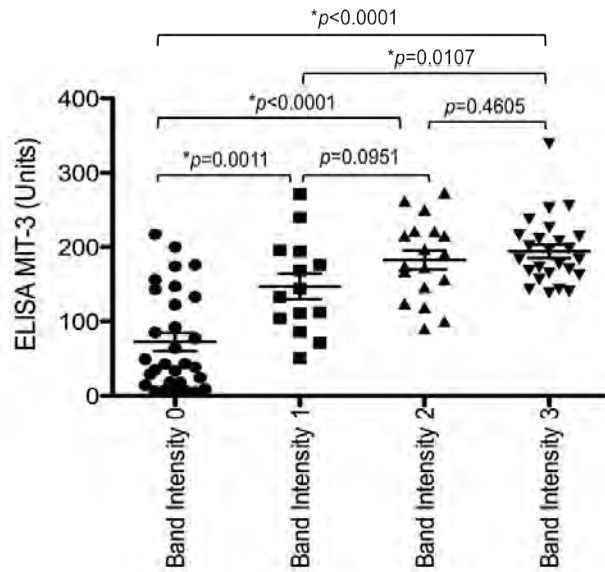 *p<0.0001
*p=0.0107
*p<0.0001
p=0.4605
*p=0.0011
p=0.0951
ELISA MIT-3 (Units)
400
300
200
100
0
Band Intensity 0
Band Intensity 1
Band Intensity 2
Band Intensity 3